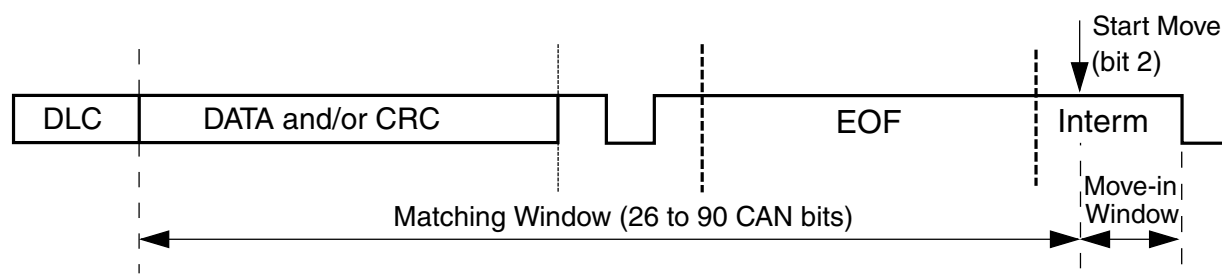 Start Move
(bit 2)
DLC
DATA and/or CRC
EOF
Interm
Matching Window (26 to 90 CAN bits)
Move-in
Window